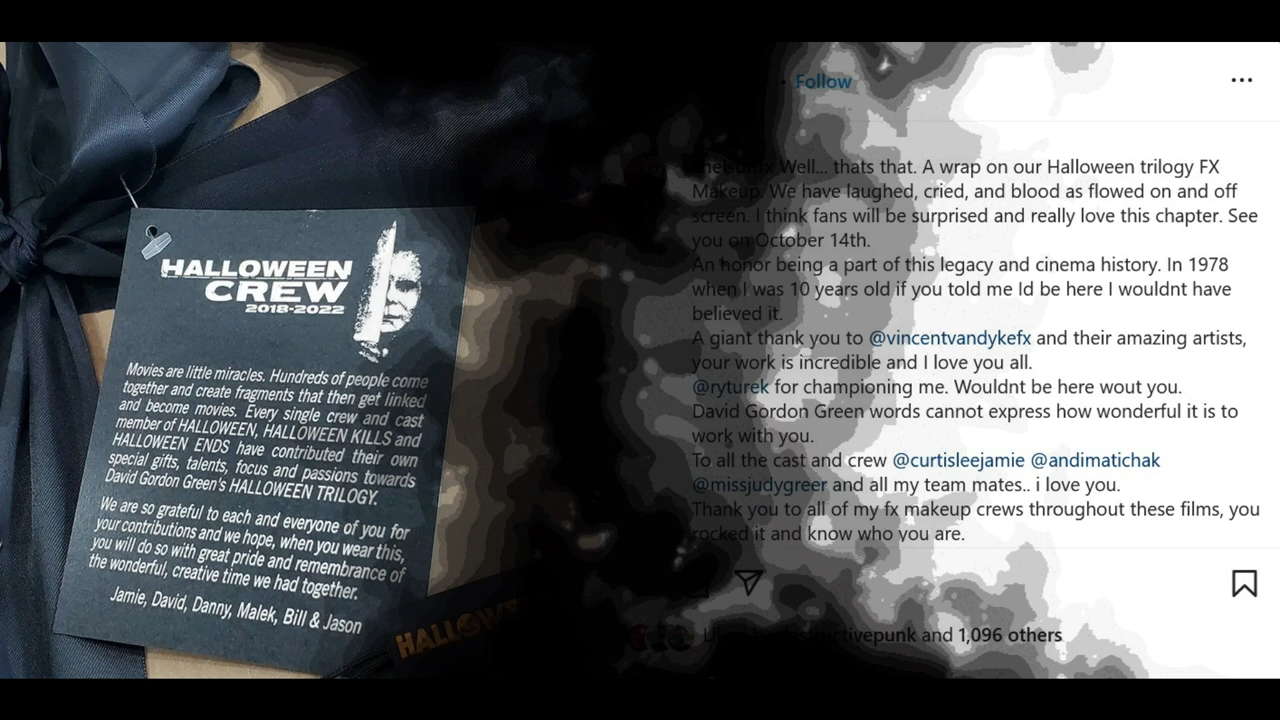 HALLOWEEN
CREW
2018-2022
Movies are little miracles. Hundreds of people come
together and create fragments that then get linked
and become movies. Every single crew and cast
member of HALLOWEEN, HALLOWEEN KILLS and
HALLOWEEN ENDS have contributed their own
special gifts, talents, focus and passions towards
David Gordon Green's HALLOWEEN TRILOGY.
We are so grateful to each and everyone of you for
your contributions and we hope, when you wear this,
you will do so with great pride and remembrance of
the wonderful, creative time we had together.
Jamie, David, Danny, Malek, Bill & Jason
HALLOWE
• Follow
Well... thats that. A wrap on our Halloween trilogy FX
Makeup. We have laughed, cried, and blood as flowed on and off
screen. I think fans will be surprised and really love this chapter. See
you on October 14th.
An honor being a part of this legacy and cinema history. In 1978
when I was 10 years old if you told me Id be here I wouldnt have
believed it.
A giant thank you to @vincentvandykefx and their amazing artists,
your work is incredible and I love you all.
@ryturek for championing me. Wouldnt be here wout you.
David Gordon Green words cannot express how wonderful it is to
work with you.
To all the cast and crew @curtisleejamie @andimatichak
@missjudygreer and all my team mates.. i love you.
Thank you to all of my fx makeup crews throughout these films, you
rocked it and know who you are.
and 1,096 others